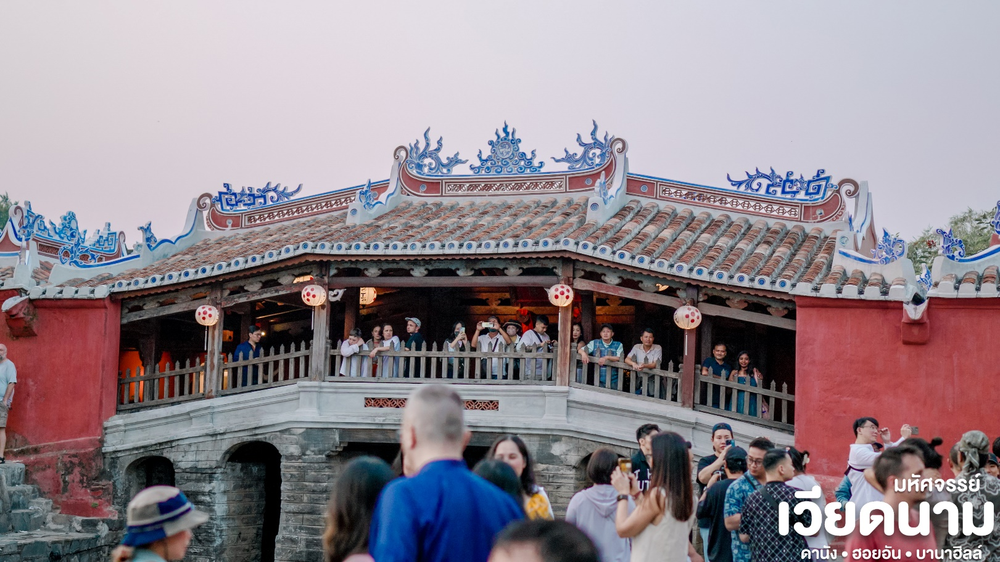 มหัศจรรย์
เวียดนาม
ดานัง • ฮอยอัน • บานาฮิลล์